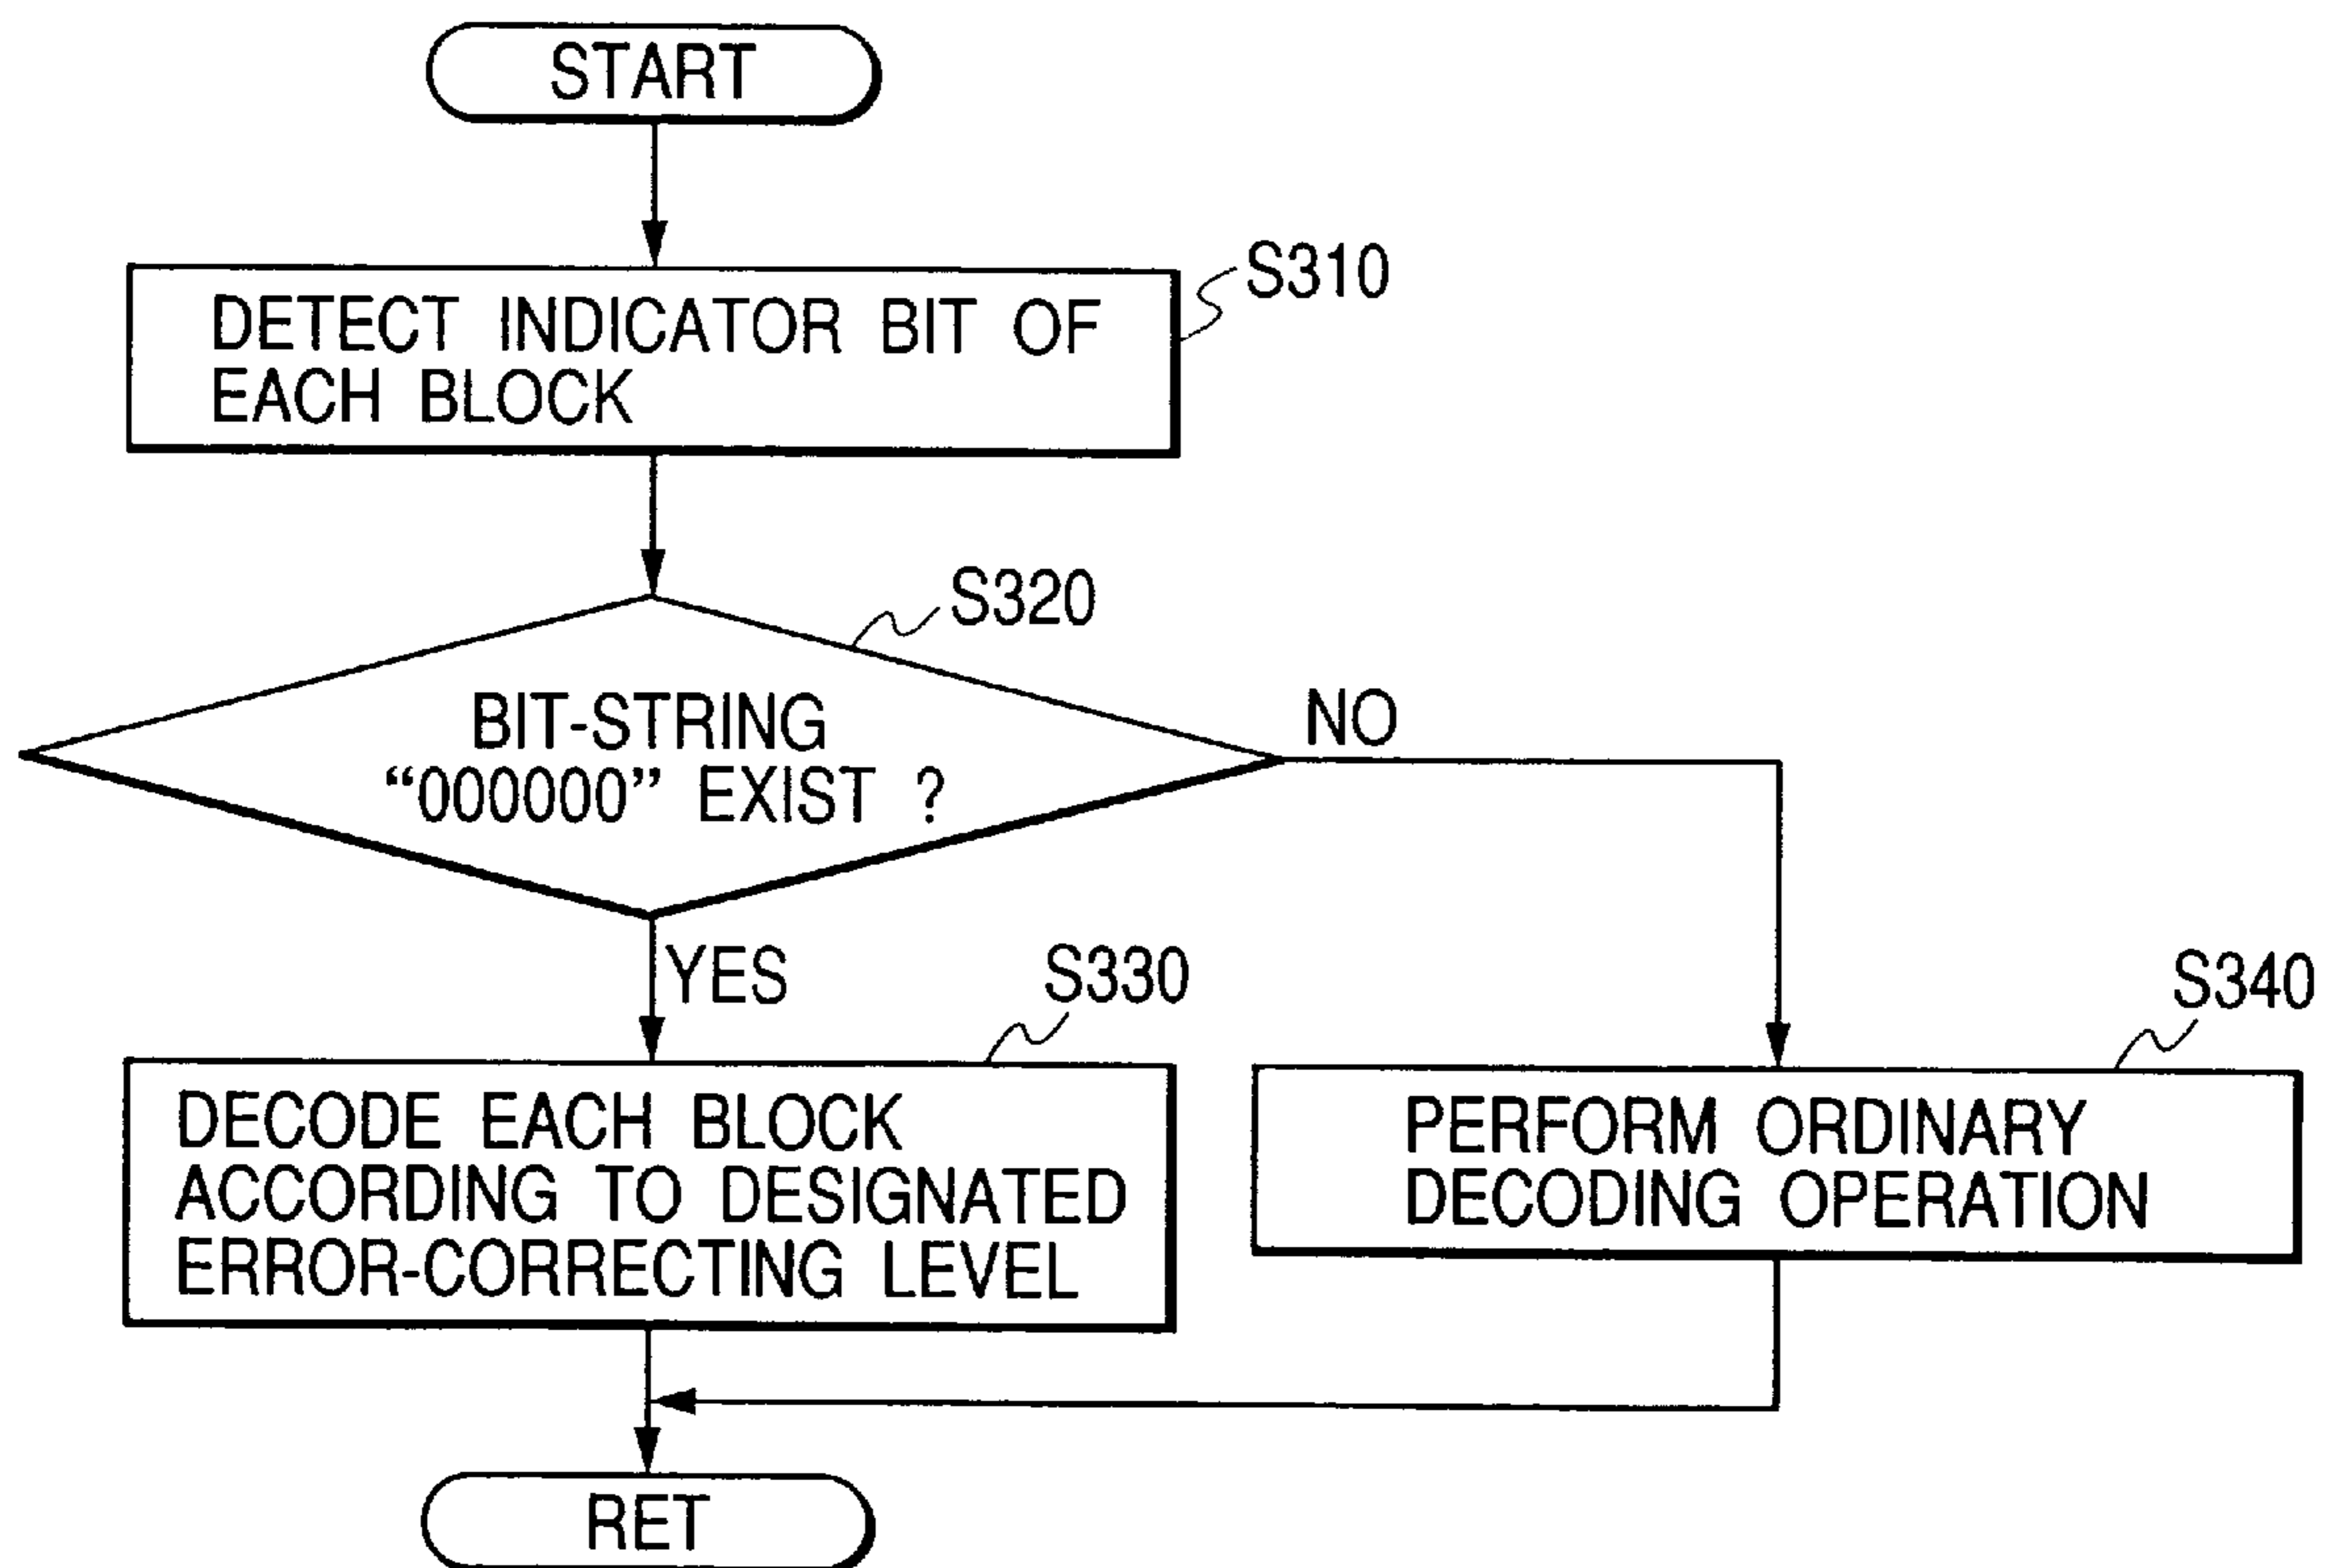 START
S310
DETECT INDICATOR BIT OF
EACH BLOCK
S320
BIT-STRING
“000000” EXIST ?
NO
YES
S330
DECODE EACH BLOCK
ACCORDING TO DESIGNATED
ERROR-CORRECTING LEVEL
S340
PERFORM ORDINARY
DECODING OPERATION
RET